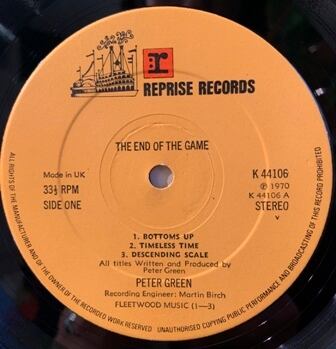 r
REPRISE RECORDS
THE END OF THE GAME
Made in UK
33⅓ RPM
SIDE ONE
K 44106
℗ 1970
K 44106 A
STEREO
v
1. BOTTOMS UP
2. TIMELESS TIME
3. DESCENDING SCALE
All titles Written and Produced by
Peter Green
PETER GREEN
Recording Engineer: Martin Birch
FLEETWOOD MUSIC (1—3)
ALL RIGHTS OF THE MANUFACTURER AND OF THE OWNER OF THE RECORDED WORK RESERVED UNAUTHORISED COPYING PUBLIC PERFORMANCE AND BROADCASTING OF THIS RECORD PROHIBITED